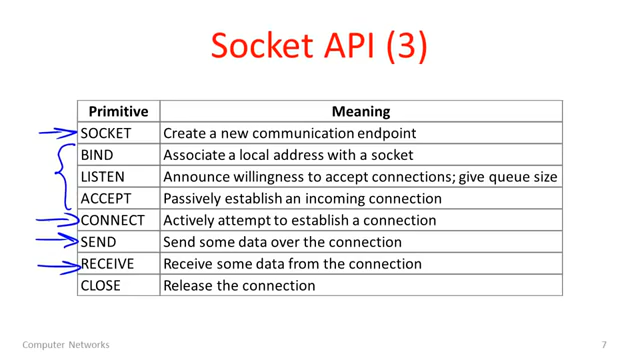 Socket API (3)
Primitive Meaning
SOCKET Create a new communication endpoint
BIND Associate a local address with a socket
LISTEN Announce willingness to accept connections; give queue size
ACCEPT Passively establish an incoming connection
CONNECT Actively attempt to establish a connection
SEND Send some data over the connection
RECEIVE Receive some data from the connection
CLOSE Release the connection
Computer Networks 7